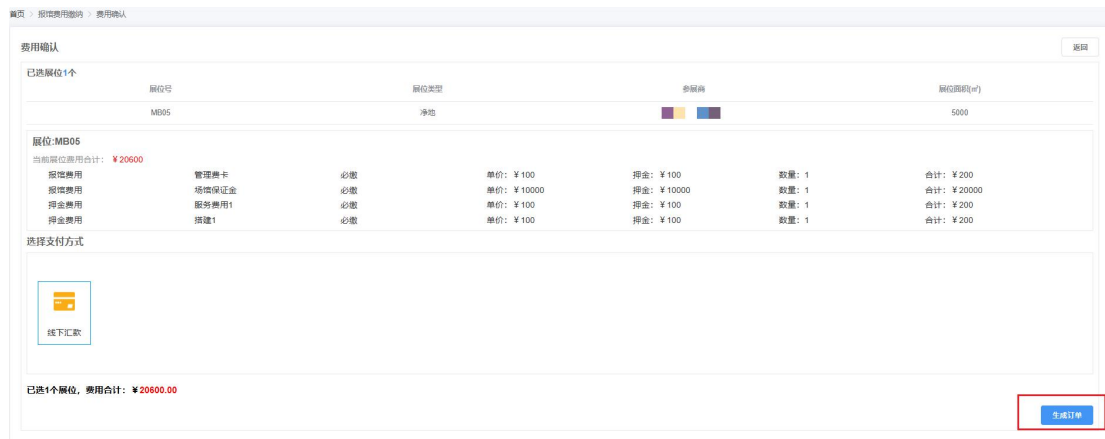 首页 > 报馆费用缴纳 > 费用确认
费用确认 返回
已选展位1个
展位号 展位类型 参展商 展位面积(㎡)
MB05 净地 5000
展位:MB05
当前展位费用合计： ¥20600
报馆费用 管理费卡 必缴 单价：¥100 押金：¥100 数量：1 合计：¥200
报馆费用 场馆保证金 必缴 单价：¥10000 押金：¥10000 数量：1 合计：¥20000
押金费用 服务费用1 必缴 单价：¥100 押金：¥100 数量：1 合计：¥200
押金费用 搭建1 必缴 单价：¥100 押金：¥100 数量：1 合计：¥200
选择支付方式
线下汇款
已选1个展位，费用合计：¥20600.00
生成订单